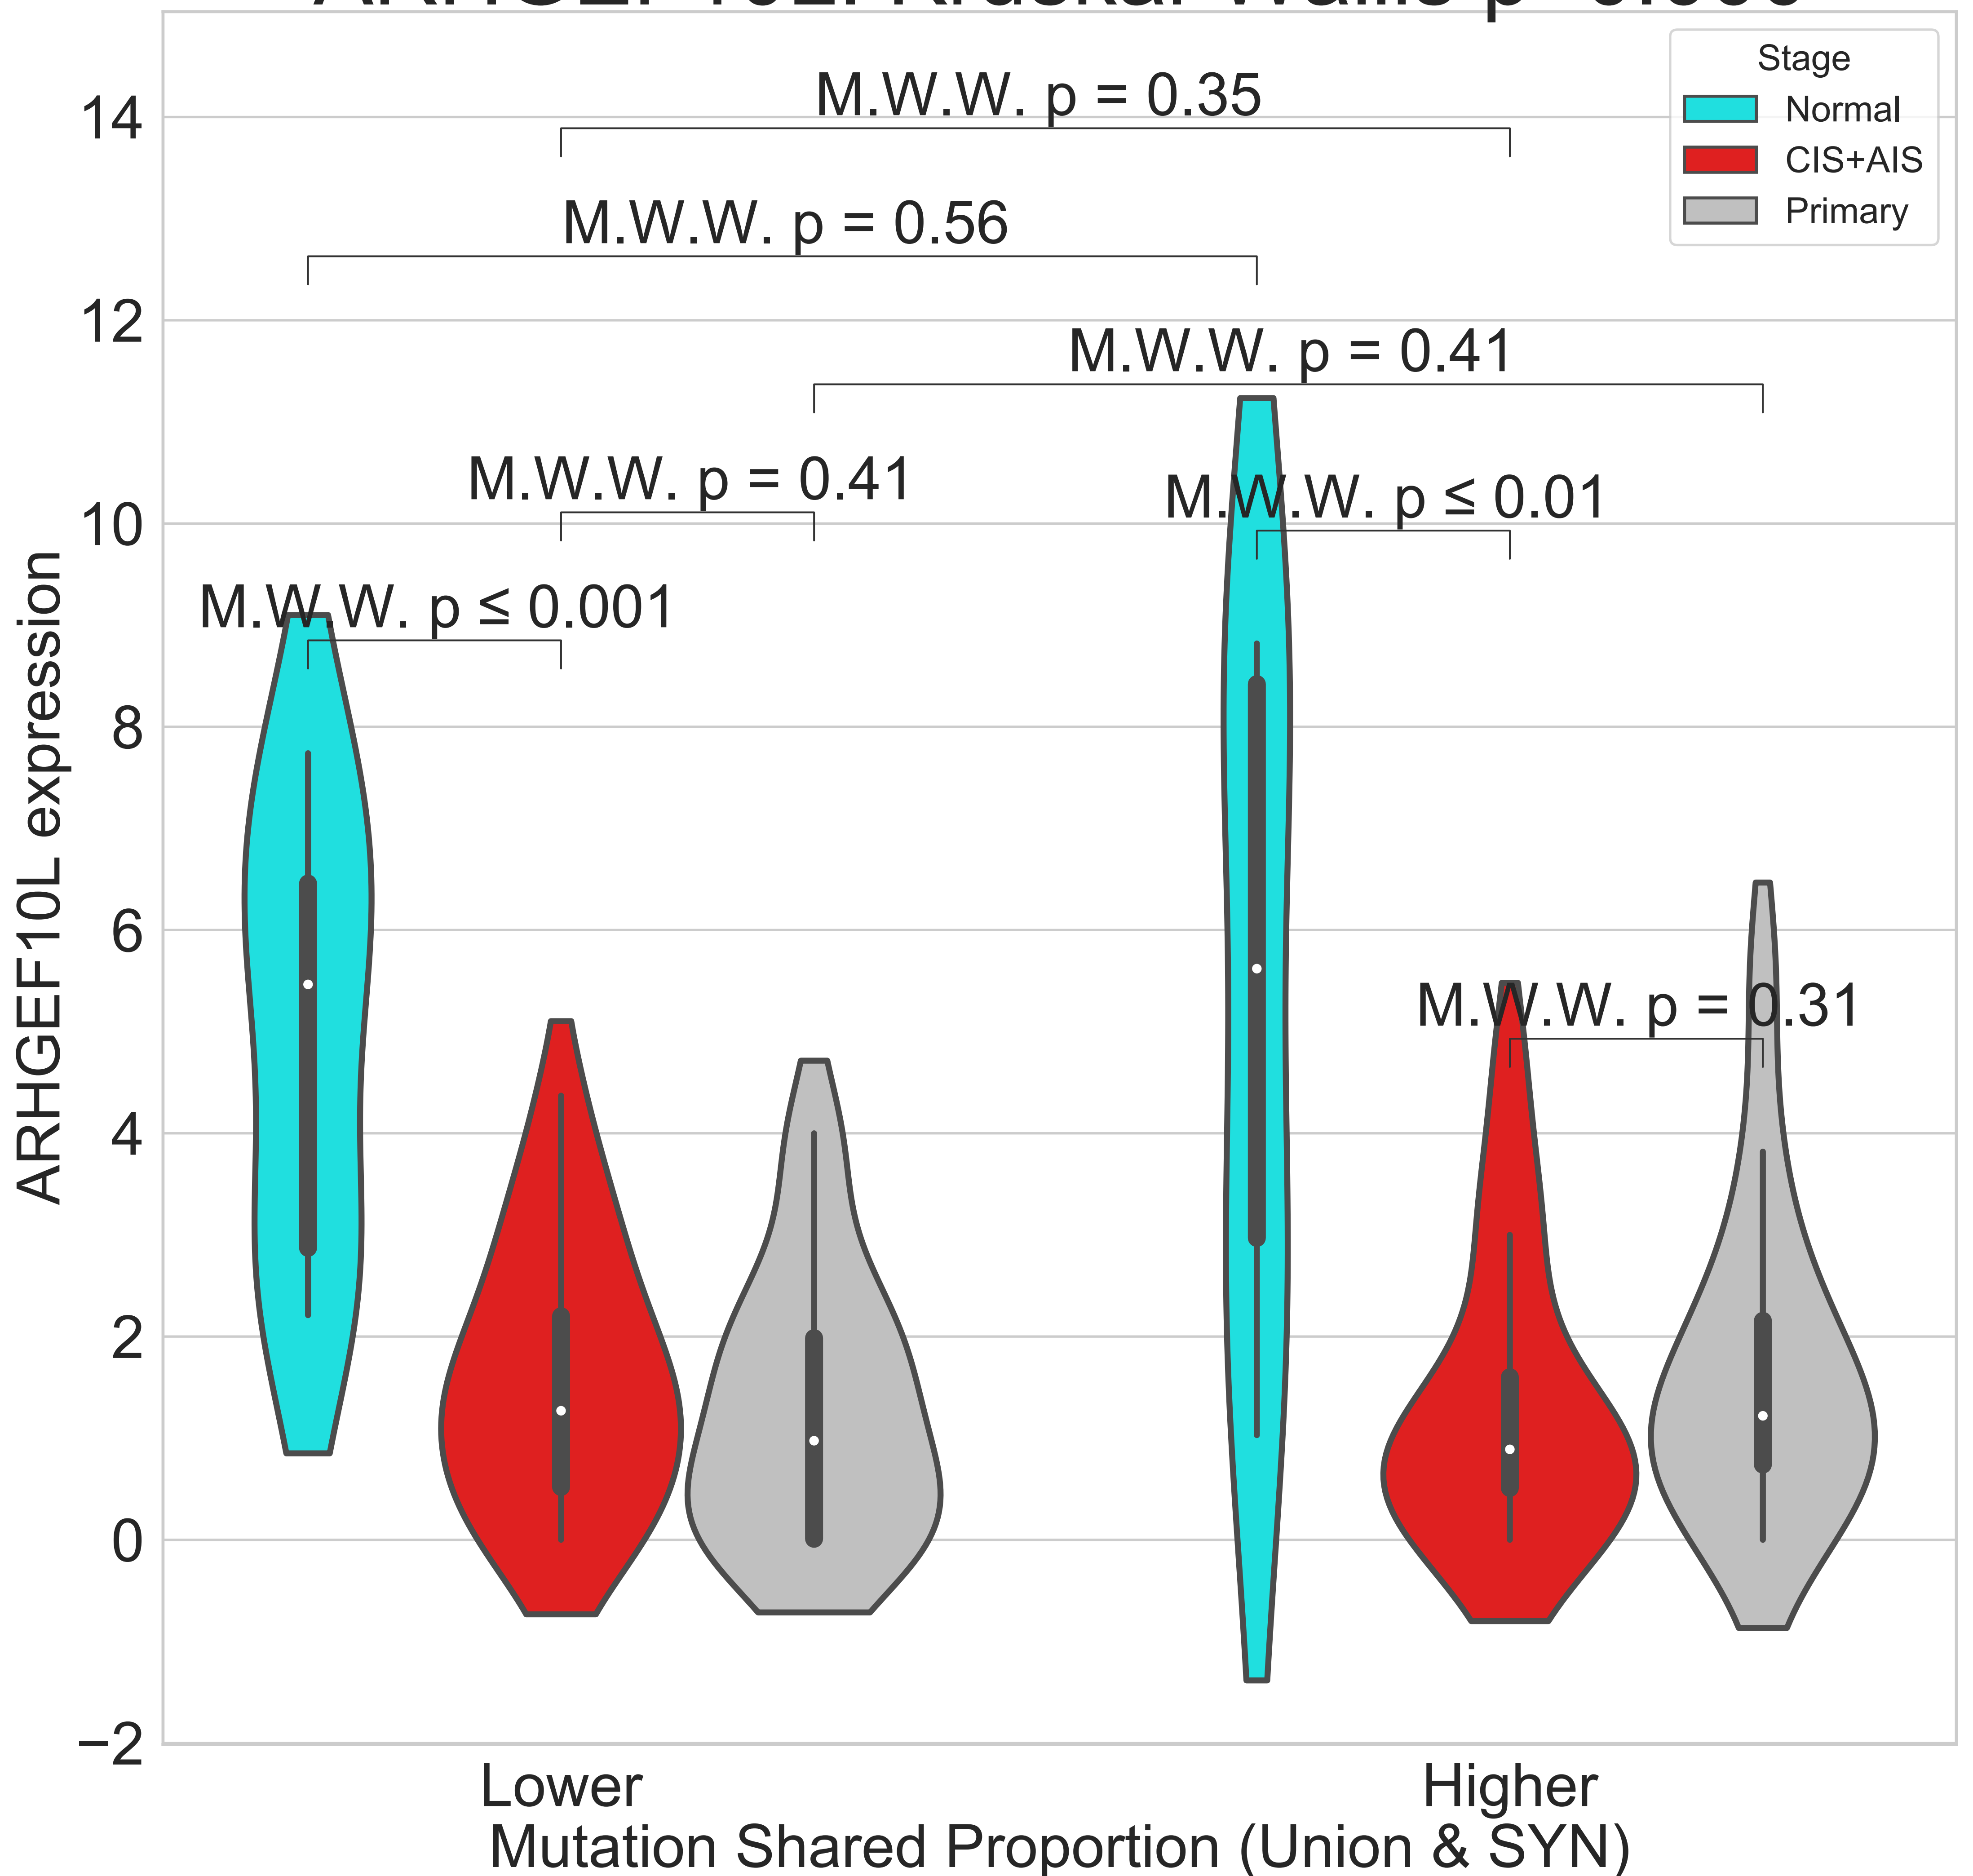 Stage
Normal
CIS+AIS
Primary
M.W.W. p = 0.35
M.W.W. p = 0.56
M.W.W. p = 0.41
M.W.W. p = 0.41
M.W.W. p ≤ 0.01
M.W.W. p ≤ 0.001
M.W.W. p = 0.31
14
12
10
8
6
4
2
0
−2
ARHGEF10L expression
Lower
Higher
Mutation Shared Proportion (Union & SYN)